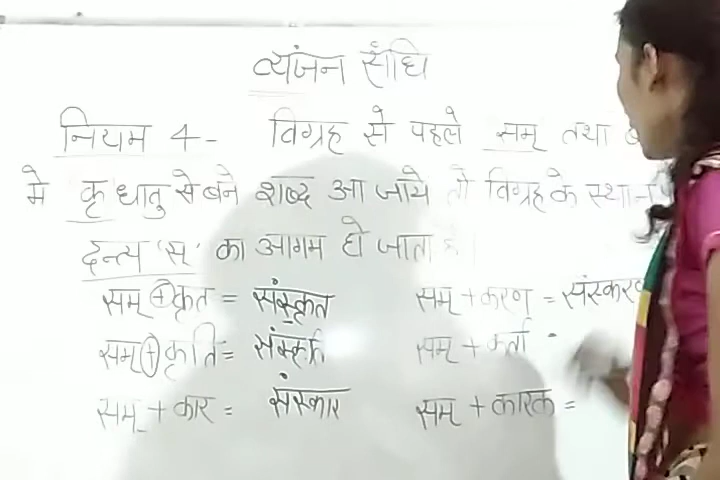 व्यंजन संधि
नियम 4- विग्रह से पहले सम् तथा
मे कृ धातु से बने शब्द आ जाये तो विग्रह के स्थान
दन्त्य 'स्' का आगम हो जाता
सम् + कृत = संस्कृत सम् + करण = संस्करण
सम् + कृति = सम् + कर्ता
सम् + कार = संस्कार सम् + कारक =